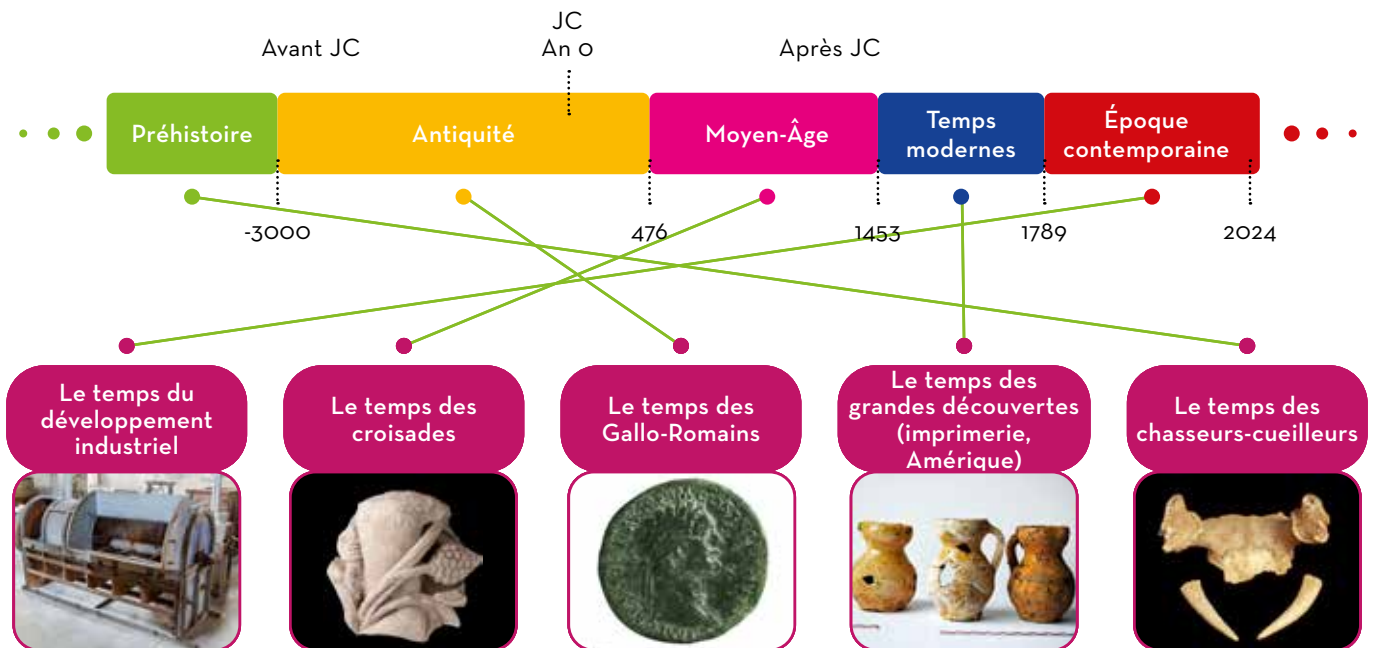 JC
Avant JC
An 0
Après JC
Préhistoire
Antiquité
Moyen-Âge
Temps
modernes
Époque
contemporaine
-3000
476
1453
1789
2024
Le temps du
développement
industriel
Le temps des
croisades
Le temps des
Gallo-Romains
Le temps des
grandes découvertes
(imprimerie,
Amérique)
Le temps des
chasseurs-cueilleurs